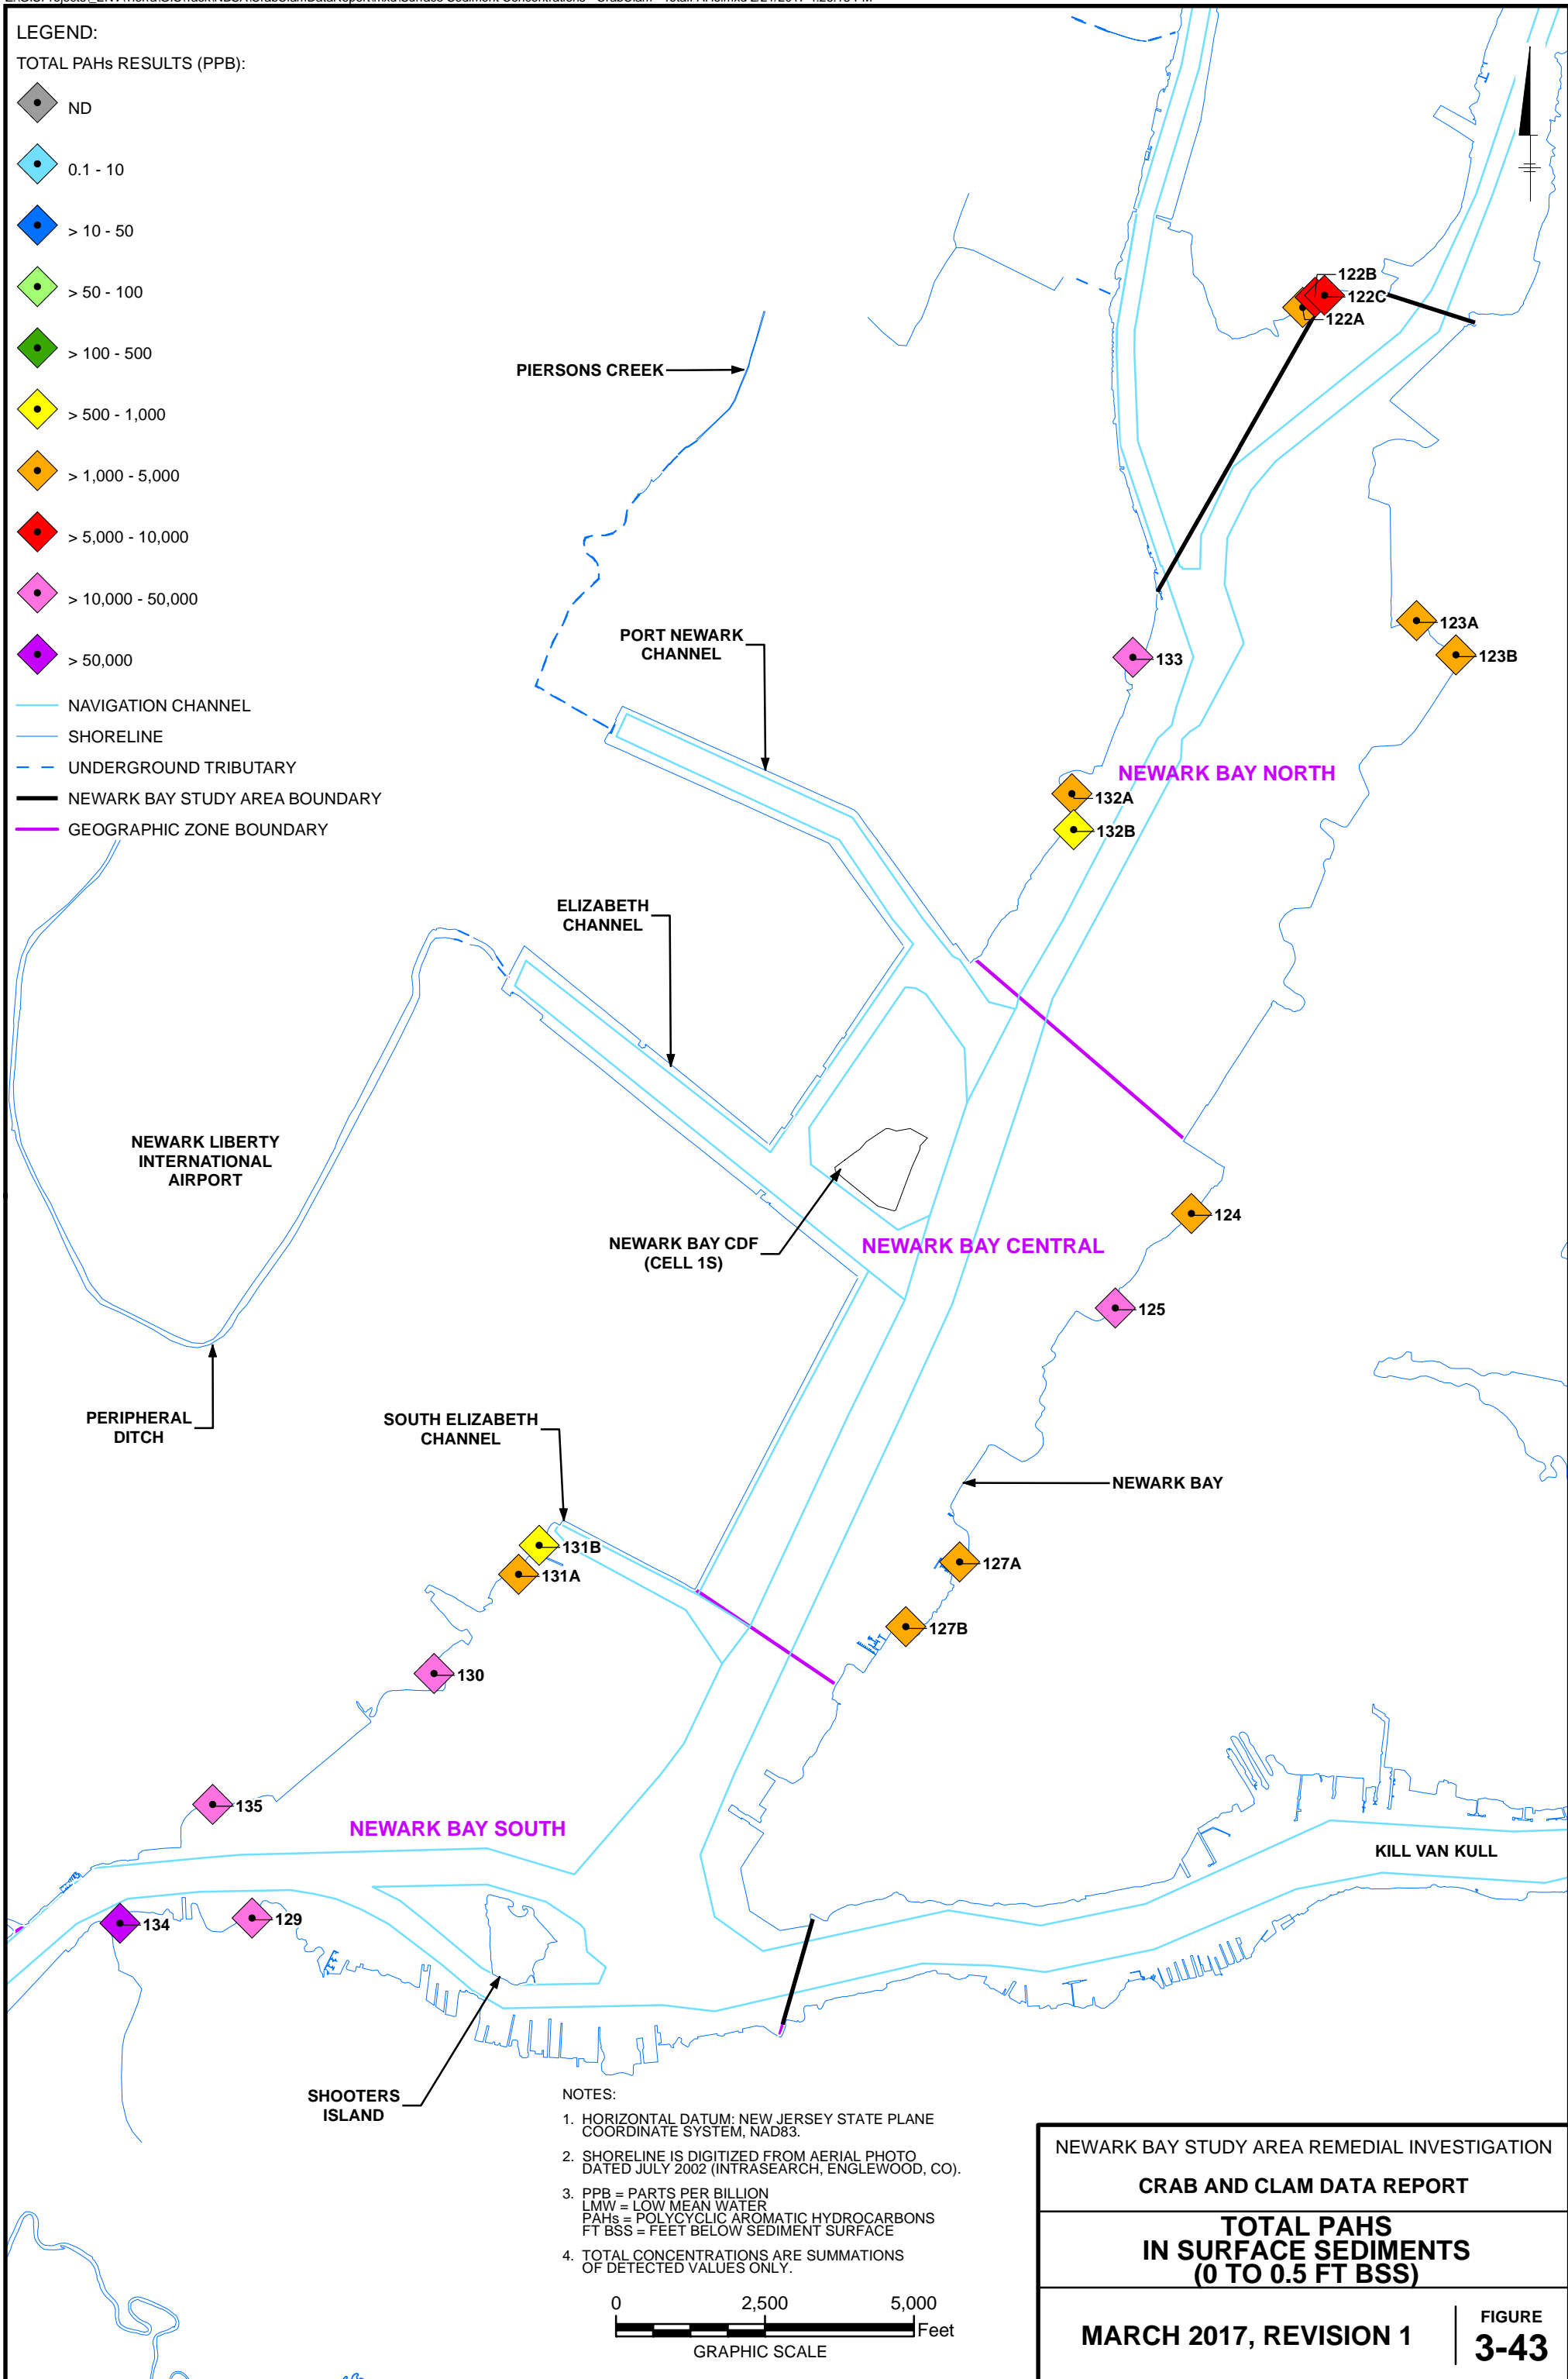 LEGEND:
TOTAL PAHs RESULTS (PPB):
ND
0.1 - 10
> 10 - 50
> 50 - 100
> 100 - 500
> 500 - 1,000
> 1,000 - 5,000
> 5,000 - 10,000
> 10,000 - 50,000
> 50,000
NAVIGATION CHANNEL
SHORELINE
UNDERGROUND TRIBUTARY
NEWARK BAY STUDY AREA BOUNDARY
GEOGRAPHIC ZONE BOUNDARY
122B
122C
122A
PIERSONS CREEK
123A
123B
PORT NEWARK
CHANNEL
133
NEWARK BAY NORTH
132A
132B
ELIZABETH
CHANNEL
NEWARK LIBERTY
INTERNATIONAL
AIRPORT
124
NEWARK BAY CDF
(CELL 1S)
NEWARK BAY CENTRAL
125
PERIPHERAL
DITCH
SOUTH ELIZABETH
CHANNEL
NEWARK BAY
131B
131A
127A
127B
130
135
NEWARK BAY SOUTH
KILL VAN KULL
134
129
SHOOTERS
ISLAND
NOTES:
1. HORIZONTAL DATUM: NEW JERSEY STATE PLANE
COORDINATE SYSTEM, NAD83.
2. SHORELINE IS DIGITIZED FROM AERIAL PHOTO
DATED JULY 2002 (INTRASEARCH, ENGLEWOOD, CO).
3. PPB = PARTS PER BILLION
LMW = LOW MEAN WATER
PAHs = POLYCYCLIC AROMATIC HYDROCARBONS
FT BSS = FEET BELOW SEDIMENT SURFACE
4. TOTAL CONCENTRATIONS ARE SUMMATIONS
OF DETECTED VALUES ONLY.
0 2,500 5,000
Feet
GRAPHIC SCALE
NEWARK BAY STUDY AREA REMEDIAL INVESTIGATION
CRAB AND CLAM DATA REPORT
TOTAL PAHS
IN SURFACE SEDIMENTS
(0 TO 0.5 FT BSS)
MARCH 2017, REVISION 1
FIGURE
3-43